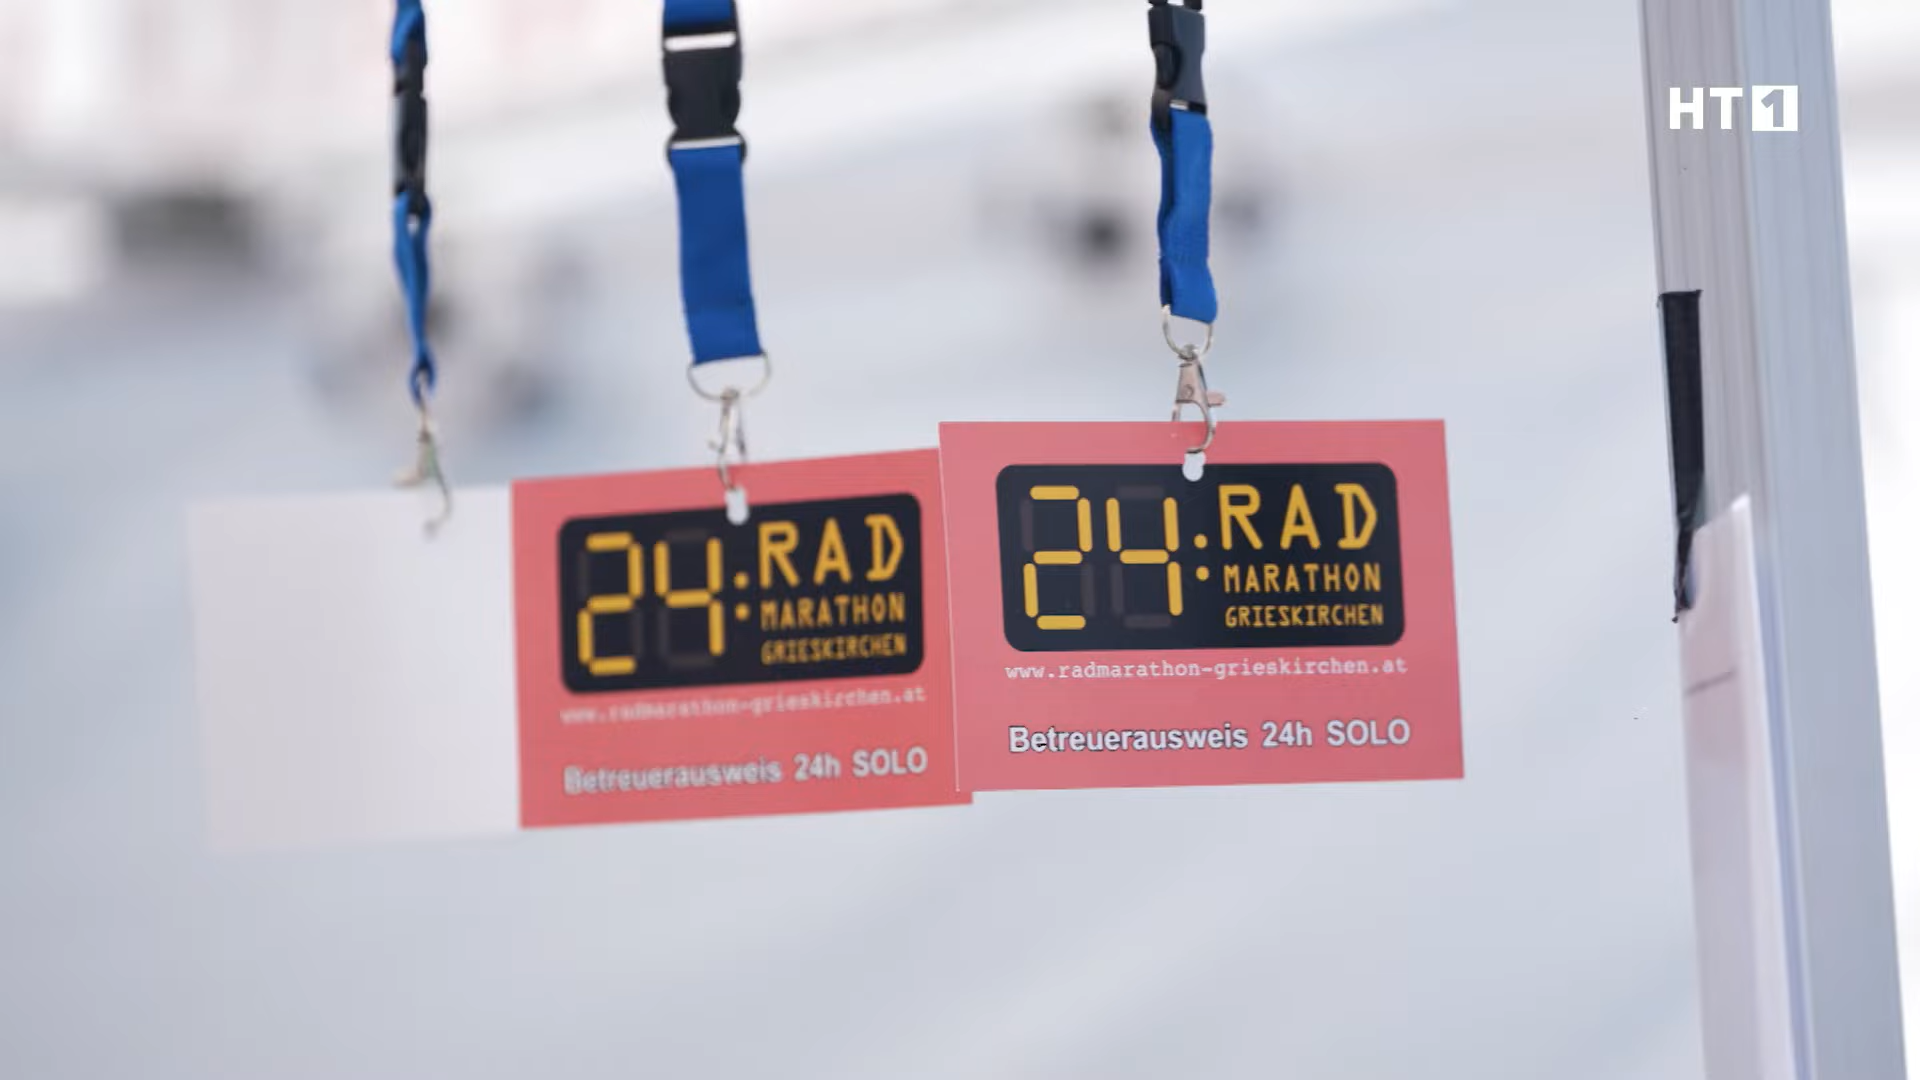 HT1
24:RAD
MARATHON
GRIESKIRCHEN
www.radmarathon-grieskirchen.at
Betreuerausweis 24h SOLO
24:RAD
MARATHON
GRIESKIRCHEN
www.radmarathon-grieskirchen.at
Betreuerausweis 24h SOLO